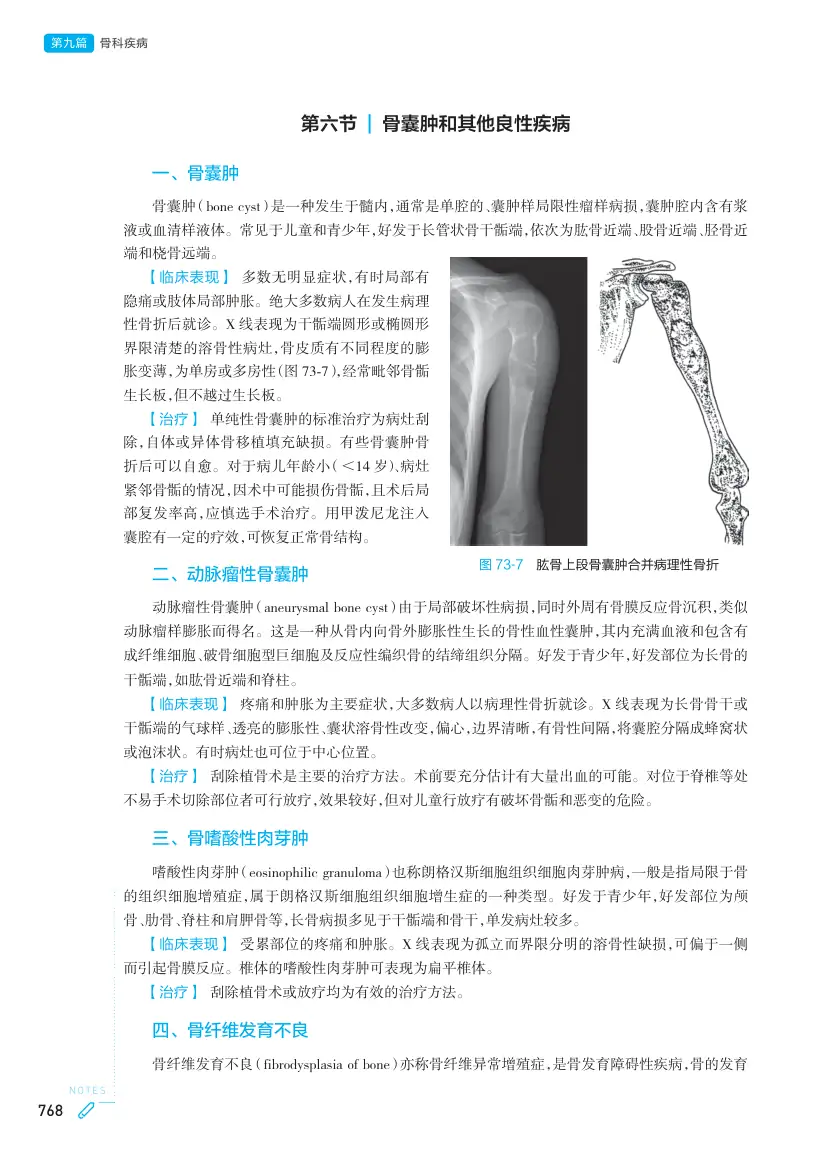 第九篇 骨科疾病
第六节 | 骨囊肿和其他良性疾病
一、骨囊肿
骨囊肿（bone cyst）是一种发生于髓内，通常是单腔的、囊肿样局限性瘤样病损，囊肿腔内含有浆
液或血清样液体。常见于儿童和青少年，好发于长管状骨干骺端，依次为肱骨近端、股骨近端、胫骨近
端和桡骨远端。
【临床表现】 多数无明显症状，有时局部有
隐痛或肢体局部肿胀。绝大多数病人在发生病理
性骨折后就诊。X 线表现为干骺端圆形或椭圆形
界限清楚的溶骨性病灶，骨皮质有不同程度的膨
胀变薄，为单房或多房性（图 73-7），经常毗邻骨骺
生长板，但不越过生长板。
【治疗】 单纯性骨囊肿的标准治疗为病灶刮
除，自体或异体骨移植填充缺损。有些骨囊肿骨
折后可以自愈。对于病儿年龄小（＜14 岁）、病灶
紧邻骨骺的情况，因术中可能损伤骨骺，且术后局
部复发率高，应慎选手术治疗。用甲泼尼龙注入
囊腔有一定的疗效，可恢复正常骨结构。
图 73-7 肱骨上段骨囊肿合并病理性骨折
二、动脉瘤性骨囊肿
动脉瘤性骨囊肿（aneurysmal bone cyst）由于局部破坏性病损，同时外周有骨膜反应骨沉积，类似
动脉瘤样膨胀而得名。这是一种从骨内向骨外膨胀性生长的骨性血性囊肿，其内充满血液和包含有
成纤维细胞、破骨细胞型巨细胞及反应性编织骨的结缔组织分隔。好发于青少年，好发部位为长骨的
干骺端，如肱骨近端和脊柱。
【临床表现】 疼痛和肿胀为主要症状，大多数病人以病理性骨折就诊。X 线表现为长骨骨干或
干骺端的气球样、透亮的膨胀性、囊状溶骨性改变，偏心，边界清晰，有骨性间隔，将囊腔分隔成蜂窝状
或泡沫状。有时病灶也可位于中心位置。
【治疗】 刮除植骨术是主要的治疗方法。术前要充分估计有大量出血的可能。对位于脊椎等处
不易手术切除部位者可行放疗，效果较好，但对儿童行放疗有破坏骨骺和恶变的危险。
三、骨嗜酸性肉芽肿
嗜酸性肉芽肿（eosinophilic granuloma）也称朗格汉斯细胞组织细胞肉芽肿病，一般是指局限于骨
的组织细胞增殖症，属于朗格汉斯细胞组织细胞增生症的一种类型。好发于青少年，好发部位为颅
骨、肋骨、脊柱和肩胛骨等，长骨病损多见于干骺端和骨干，单发病灶较多。
【临床表现】 受累部位的疼痛和肿胀。X 线表现为孤立而界限分明的溶骨性缺损，可偏于一侧
而引起骨膜反应。椎体的嗜酸性肉芽肿可表现为扁平椎体。
【治疗】 刮除植骨术或放疗均为有效的治疗方法。
四、骨纤维发育不良
骨纤维发育不良（fibrodysplasia of bone）亦称骨纤维异常增殖症，是骨发育障碍性疾病，骨的发育
NOTES
768